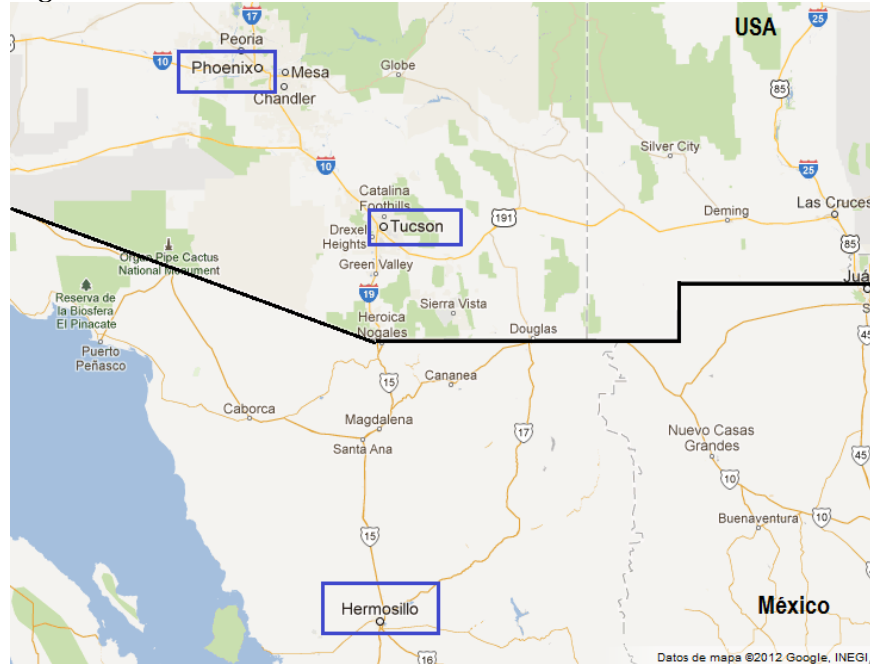 17
25
USA
Peoria
10
Phoenix
Mesa
Globe
Chandler
85
10
Silver City
25
Catalina
Foothills
191
Las Cruces
Deming
Tucson
Drexel
Heights
85
Organ Pipe Cactus
National Monument
Green Valley
Juá
Reserva de
la Biosfera
El Pinacate
19
Sierra Vista
S
Heroica
Nogales
Douglas
45
Puerto
Peñasco
15
Cananea
Caborca
Magdalena
17
Nuevo Casas
Grandes
Santa Ana
45
10
15
Buenaventura
10
Hermosillo
México
16
Datos de mapa ©2012 Google, INEGI,